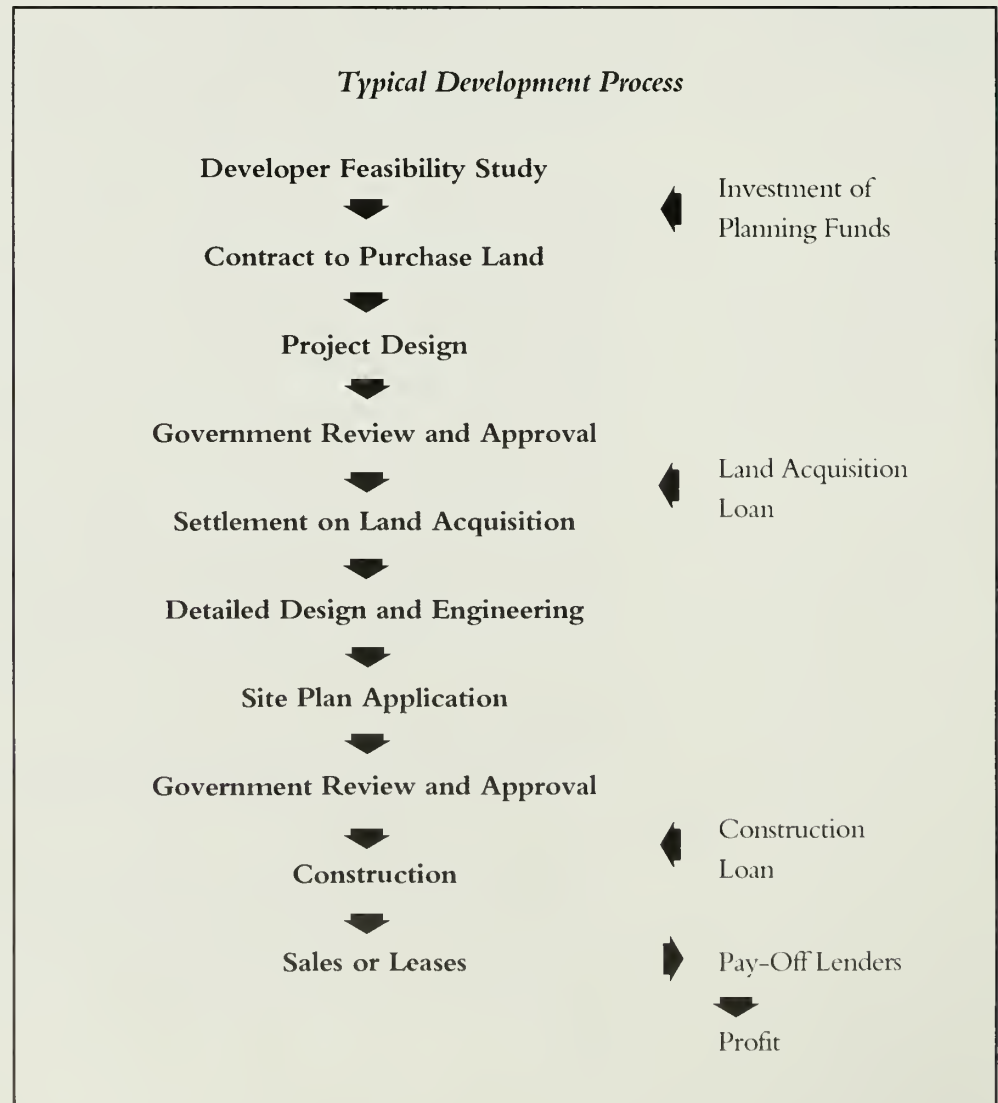 Typical Development Process
Developer Feasibility Study
Investment of
Planning Funds
Contract to Purchase Land
Project Design
Government Review and Approval
Land Acquisition
Loan
Settlement on Land Acquisition
Detailed Design and Engineering
Site Plan Application
Government Review and Approval
Construction
Loan
Construction
Sales or Leases
Pay-Off Lenders
Profit